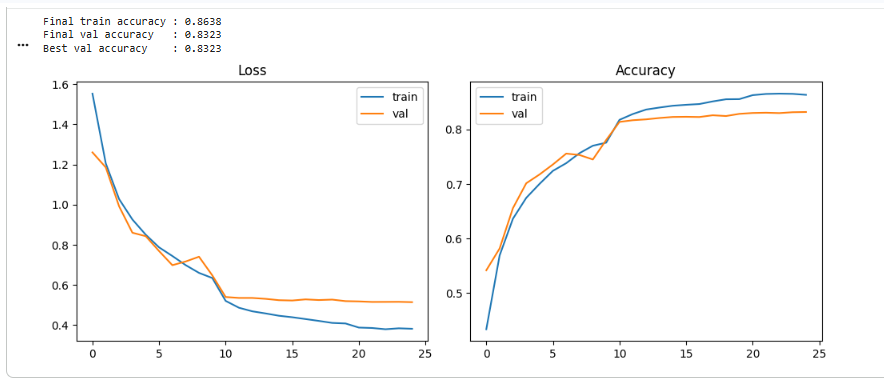 Final train accuracy : 0.8638
Final val accuracy   : 0.8323
Best val accuracy    : 0.8323
...
Loss
1.6
1.4
1.2
1.0
0.8
0.6
0.4
0
5
10
15
20
25
train
val
Accuracy
0.8
0.7
0.6
0.5
0
5
10
15
20
25
train
val